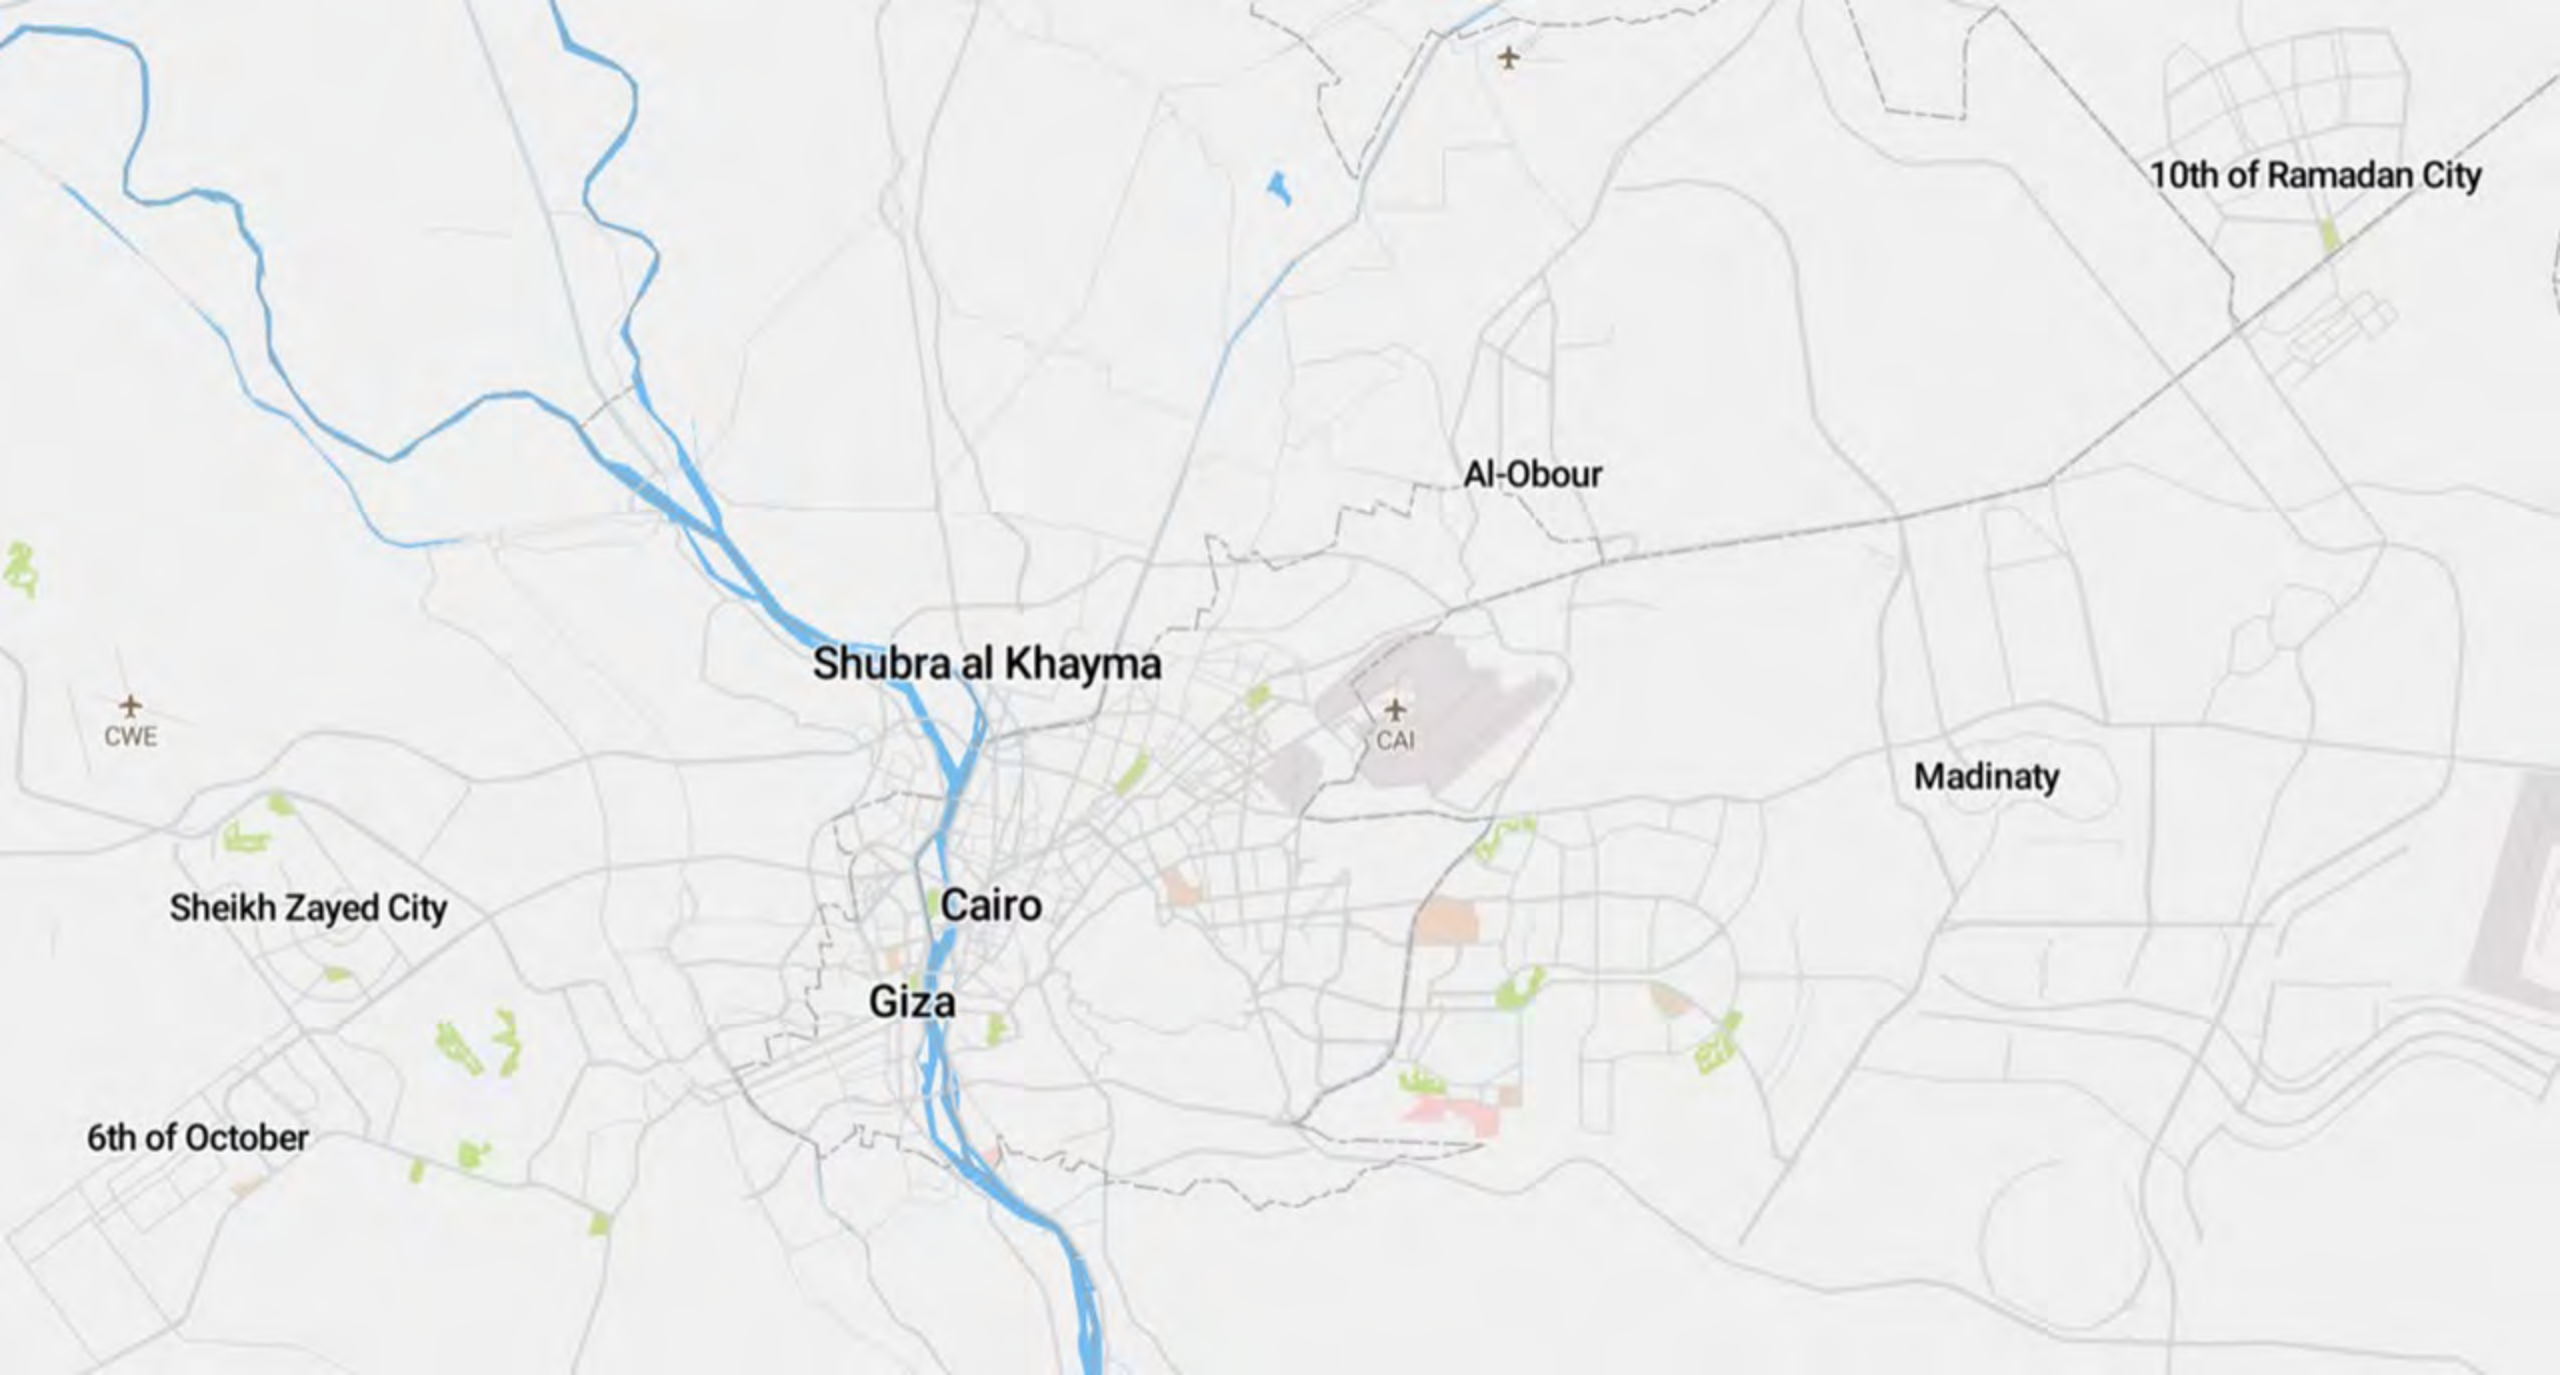 10th of Ramadan City
Al-Obour
Shubra al Khayma
CWE
CAI
Madinaty
Sheikh Zayed City
Cairo
Giza
6th of October